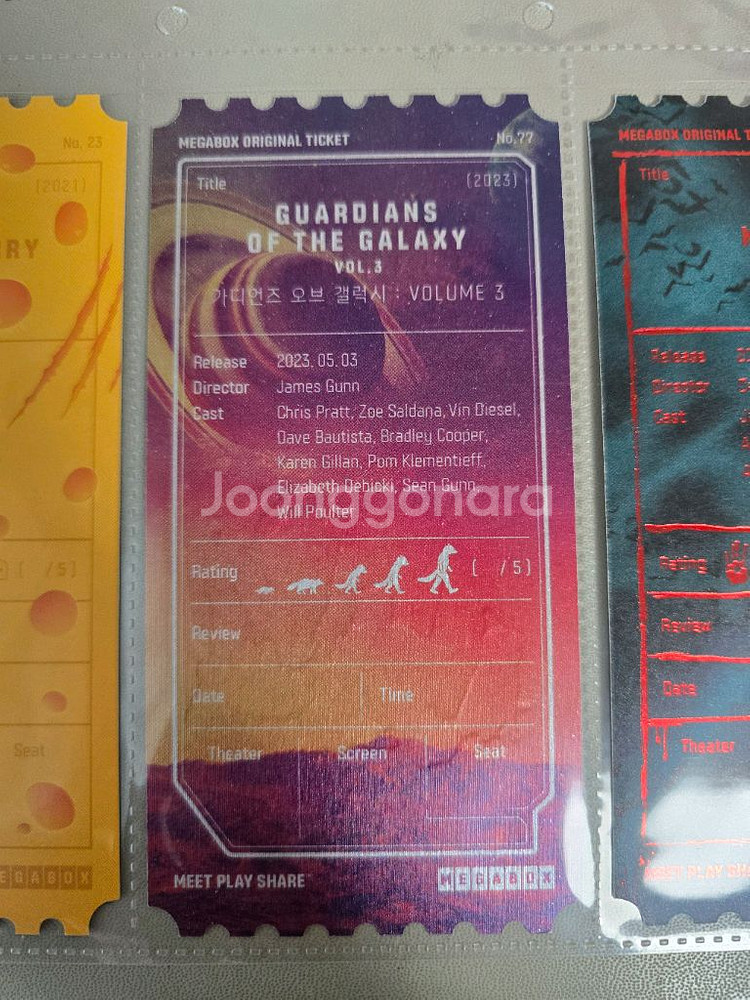 No. 23
(2021)
RY
[ /5]
Seat
MEGABOX
MEGABOX ORIGINAL TICKET
No.77
Title
(2023)
GUARDIANS
OF THE GALAXY
VOL.3
가디언즈 오브 갤럭시 : VOLUME 3
Release 2023. 05. 03
Director James Gunn
Cast Chris Pratt, Zoe Saldana, Vin Diesel,
Dave Bautista, Bradley Cooper,
Karen Gillan, Pom Klementieff,
Elizabeth Debicki, Sean Gunn,
Will Poulter
Joonggonara
Rating [ /5]
Review
Date Time
Theater Screen Seat
MEET PLAY SHARE™
MEGABOX
MEGABOX ORIGINAL T
Title
Release
Director
Cast
Rating
Review
Date
Theater
MEET PLAY SHA